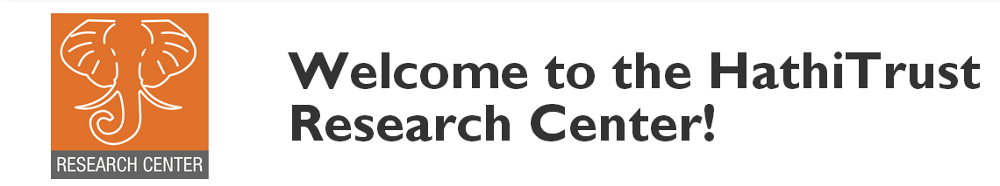 RESEARCH CENTER
Welcome to the HathiTrust
Research Center!